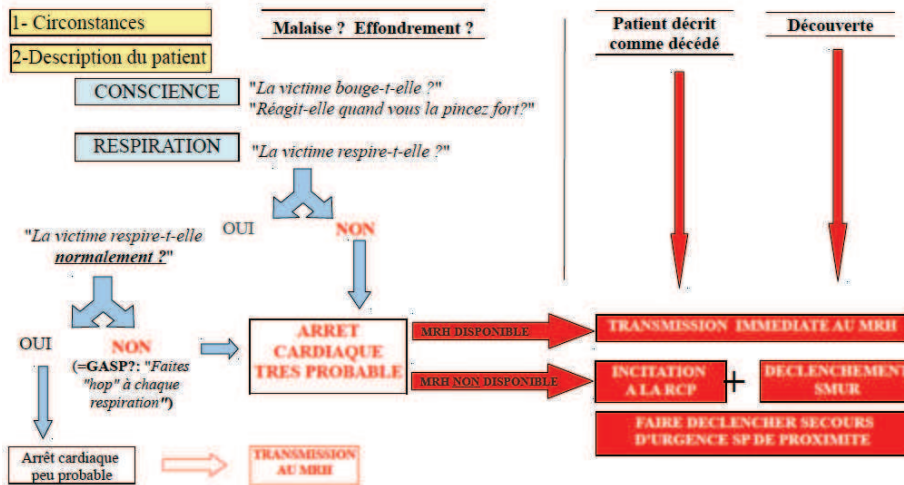 1- Circonstances
2-Description du patient
Malaise ? Effondrement ?
Patient décrit
comme décédé
Découverte
CONSCIENCE
"La victime bouge-t-elle ?"
"Réagit-elle quand vous la pincez fort?"
RESPIRATION
"La victime respire-t-elle ?"
OUI
NON
"La victime respire-t-elle
normalement ?"
OUI
NON
(=GASP?: "Faites
"hop" à chaque
respiration")
ARRET
CARDIAQUE
TRES PROBABLE
MRH DISPONIBLE
MRH NON DISPONIBLE
TRANSMISSION IMMEDIATE AU MRH
INCITATION
A LA RCP
+
DECLENCHEMENT
SMUR
FAIRE DECLENCHER SECOURS
D'URGENCE SP DE PROXIMITE
Arrêt cardiaque
peu probable
TRANSMISSION
AU MRH